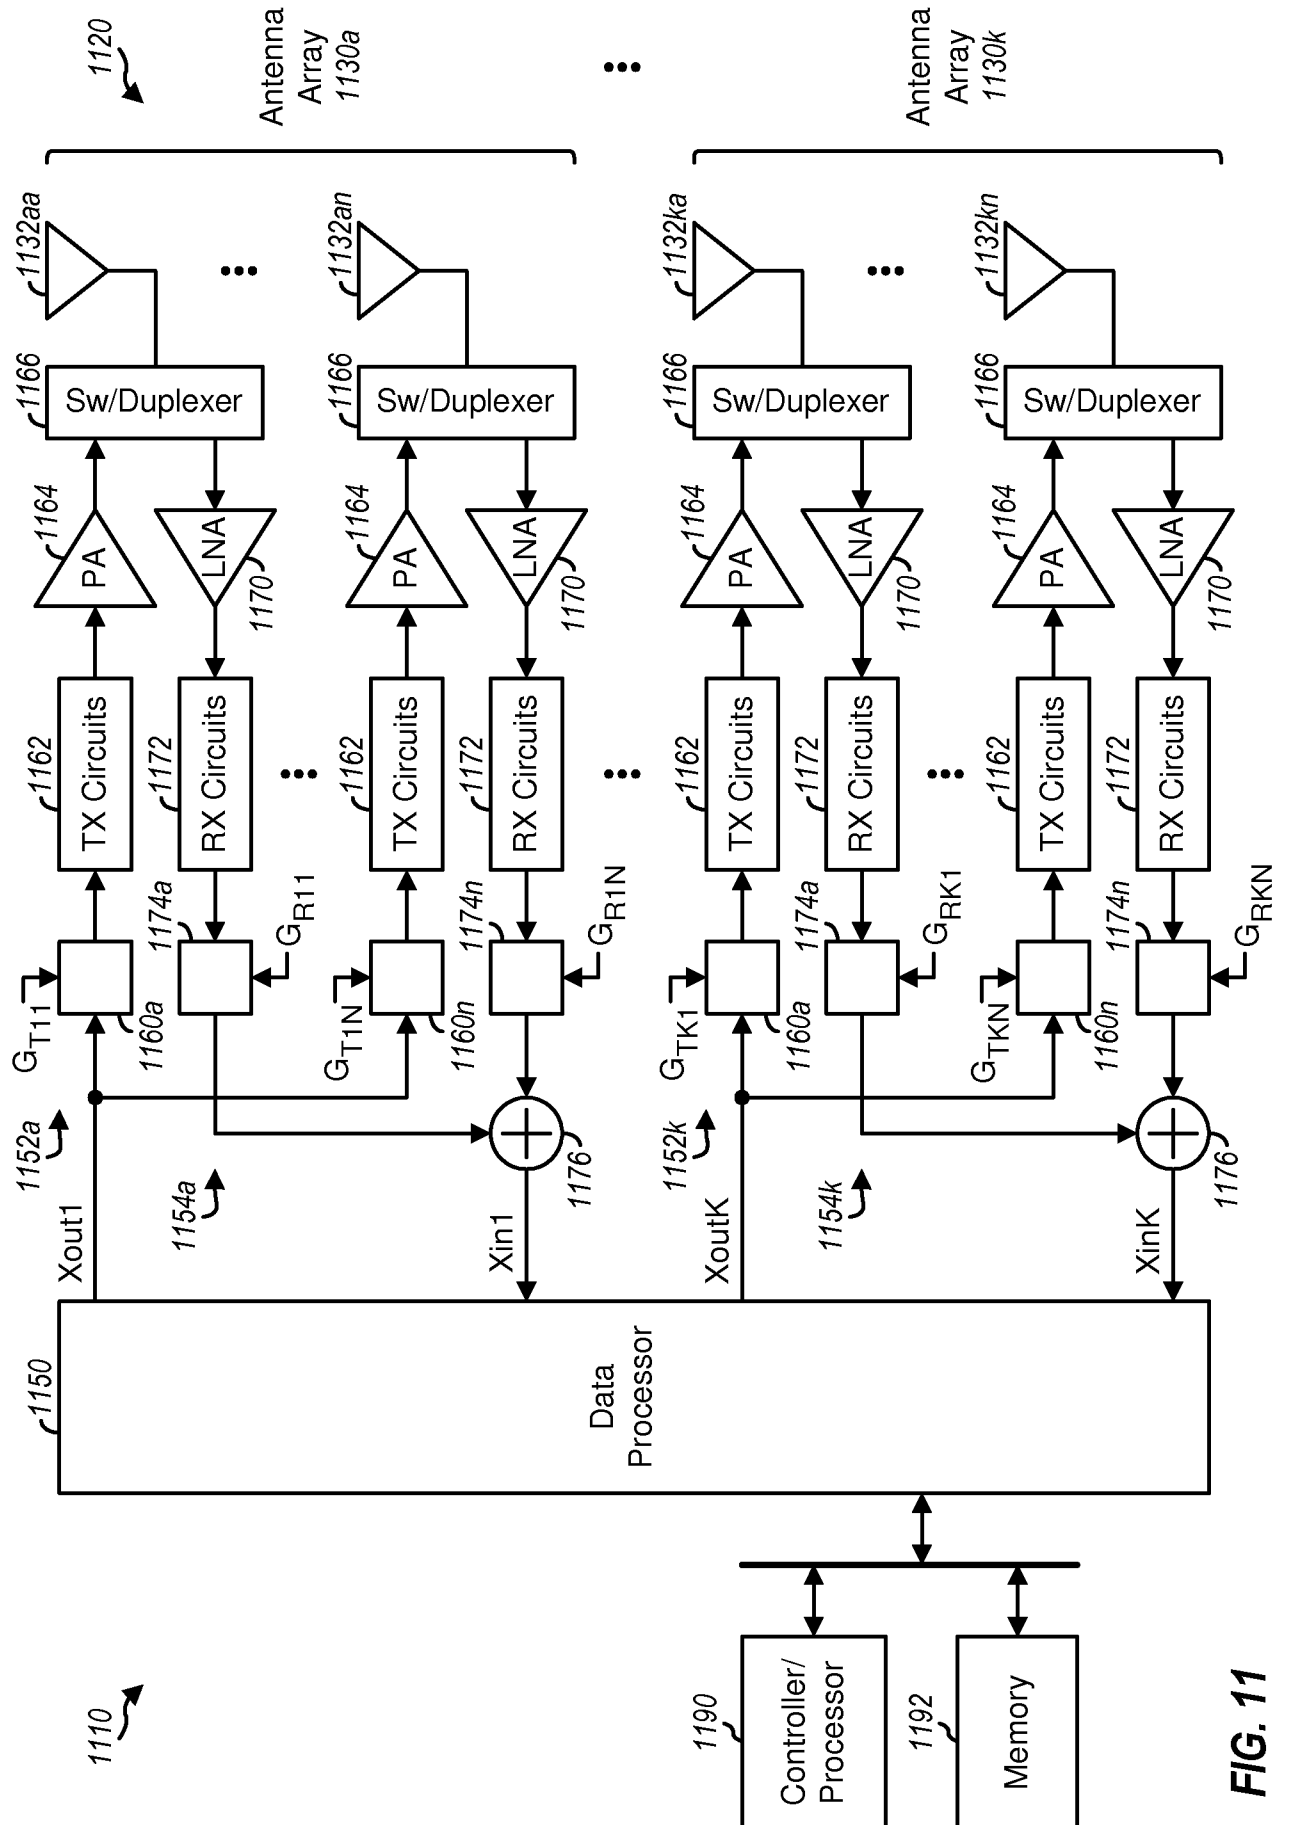 1110
1120
1190
Controller/
Processor
1192
Memory
1150
Data
Processor
Xout1
1152a
GT11
1160a
1162
TX Circuits
1164
PA
1166
Sw/Duplexer
1132aa
Antenna
Array
1130a
1154a
1174a
GR11
1172
RX Circuits
1170
LNA
GT1N
1160n
1162
TX Circuits
1164
PA
1166
Sw/Duplexer
1132an
Xin1
1176
1174n
GR1N
1172
RX Circuits
1170
LNA
XoutK
1152k
GTK1
1160a
1162
TX Circuits
1164
PA
1166
Sw/Duplexer
1132ka
Antenna
Array
1130k
1154k
1174a
GRK1
1172
RX Circuits
1170
LNA
GTKN
1160n
1162
TX Circuits
1164
PA
1166
Sw/Duplexer
1132kn
XinK
1176
1174n
GRKN
1172
RX Circuits
1170
LNA
FIG. 11